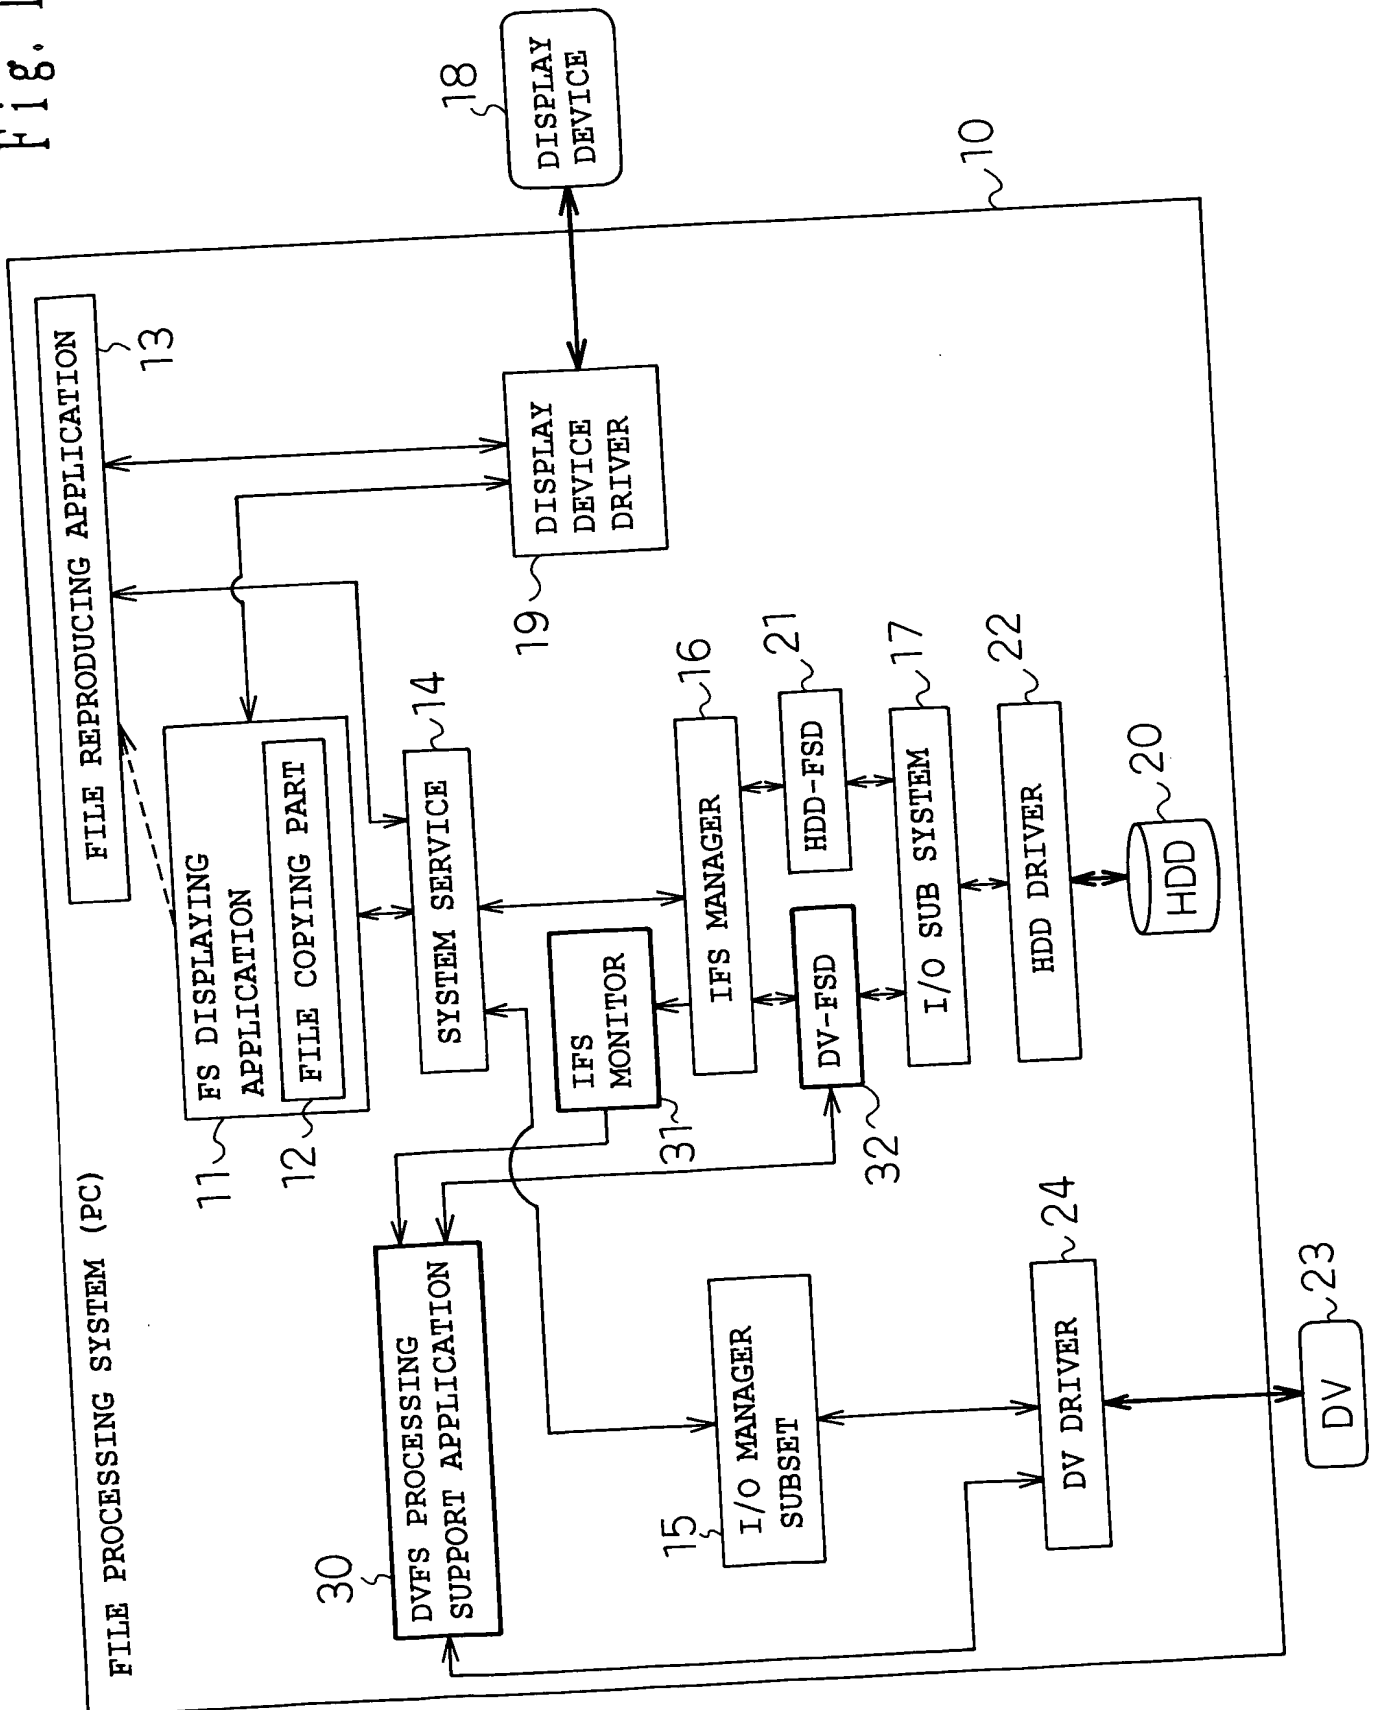 Fig. 1
FILE PROCESSING SYSTEM (PC)
10
FILE REPRODUCING APPLICATION
13
FS DISPLAYING
APPLICATION
11
FILE COPYING PART
12
DISPLAY
DEVICE
18
DISPLAY
DEVICE
DRIVER
19
SYSTEM SERVICE
14
DVFS PROCESSING
SUPPORT APPLICATION
30
IFS
MONITOR
31
IFS MANAGER
16
I/O MANAGER
SUBSET
15
DV-FSD
32
HDD-FSD
21
I/O SUB SYSTEM
17
DV DRIVER
24
HDD DRIVER
22
HDD
20
DV
23